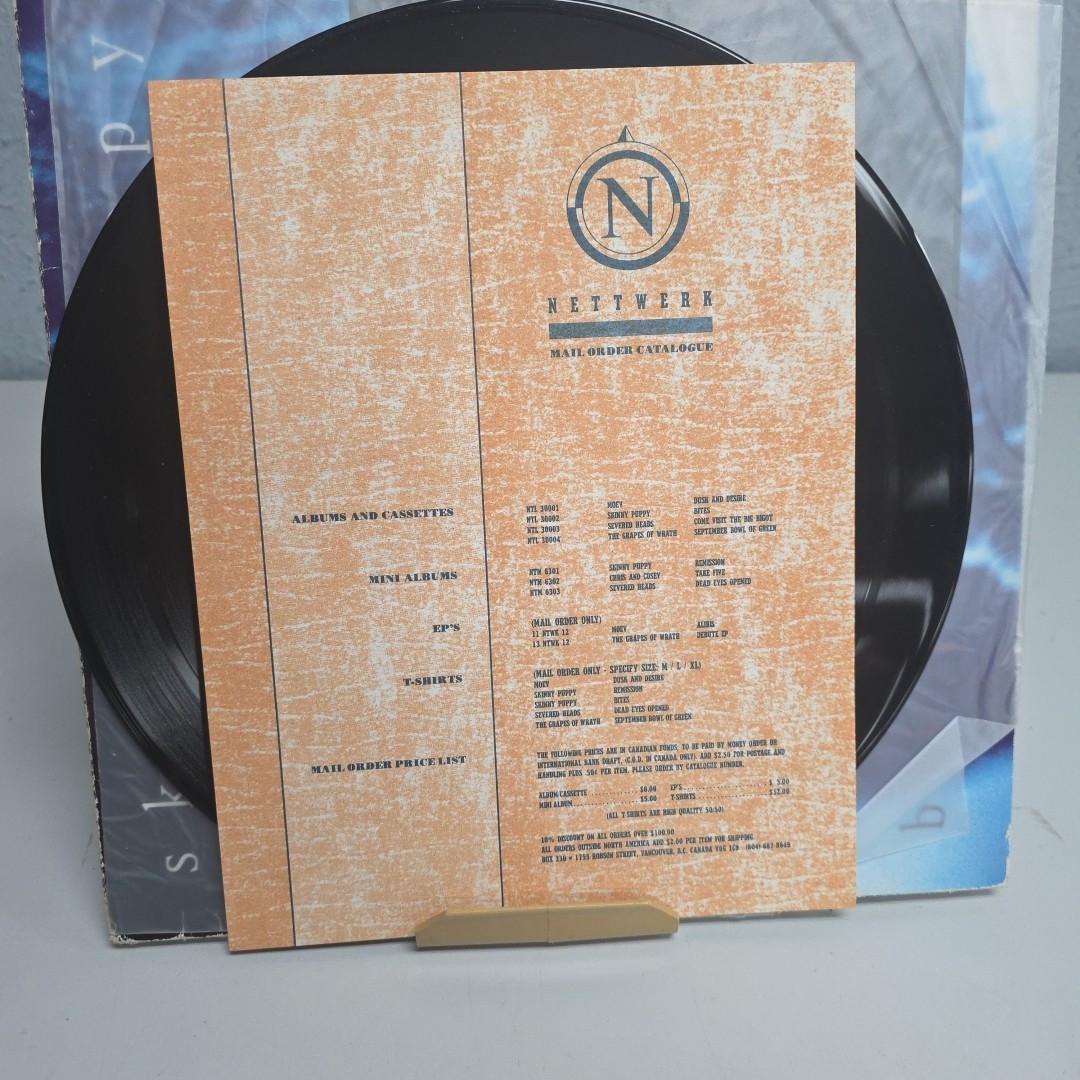 p y
s k
p
N
NETTWERK
MAIL ORDER CATALOGUE
ALBUMS AND CASSETTES
NTL 30001 MOEV DUSK AND DESIRE
NTL 30002 SKINNY PUPPY BITES
NTL 30003 SEVERED HEADS COME VISIT THE BIG BIGOT
NTL 30004 THE GRAPES OF WRATH SEPTEMBER BOWL OF GREEN
MINI ALBUMS
NTM 6301 SKINNY PUPPY REMISSION
NTM 6302 CHRIS AND COSEY TAKE FIVE
NTM 6303 SEVERED HEADS DEAD EYES OPENED
EP'S
(MAIL ORDER ONLY)
11 NTWK 12 MOEV ALIBIS
13 NTWK 12 THE GRAPES OF WRATH DEBUTE EP
T-SHIRTS
(MAIL ORDER ONLY - SPECIFY SIZE: M / L / XL)
MOEV DUSK AND DESIRE
SKINNY PUPPY REMISSION
SKINNY PUPPY BITES
SEVERED HEADS DEAD EYES OPENED
THE GRAPES OF WRATH SEPTEMBER BOWL OF GREEN
MAIL ORDER PRICE LIST
THE FOLLOWING PRICES ARE IN CANADIAN FUNDS, TO BE PAID BY MONEY ORDER OR
INTERNATIONAL BANK DRAFT, (C.O.D. IN CANADA ONLY). ADD $2.50 FOR POSTAGE AND
HANDLING PLUS .50¢ PER ITEM. PLEASE ORDER BY CATALOGUE NUMBER.
ALBUM/CASSETTE ............. $8.00 EP'S ...................... $ 5.00
MINI ALBUM ................. $5.00 T-SHIRTS .................. $12.00
(ALL T-SHIRTS ARE HIGH QUALITY 50/50)
10% DISCOUNT ON ALL ORDERS OVER $100.00
ALL ORDERS OUTSIDE NORTH AMERICA ADD $2.00 PER ITEM FOR SHIPPING
BOX 330 • 1755 ROBSON STREET, VANCOUVER, B.C. CANADA V6G 1C9 (604) 687-8649